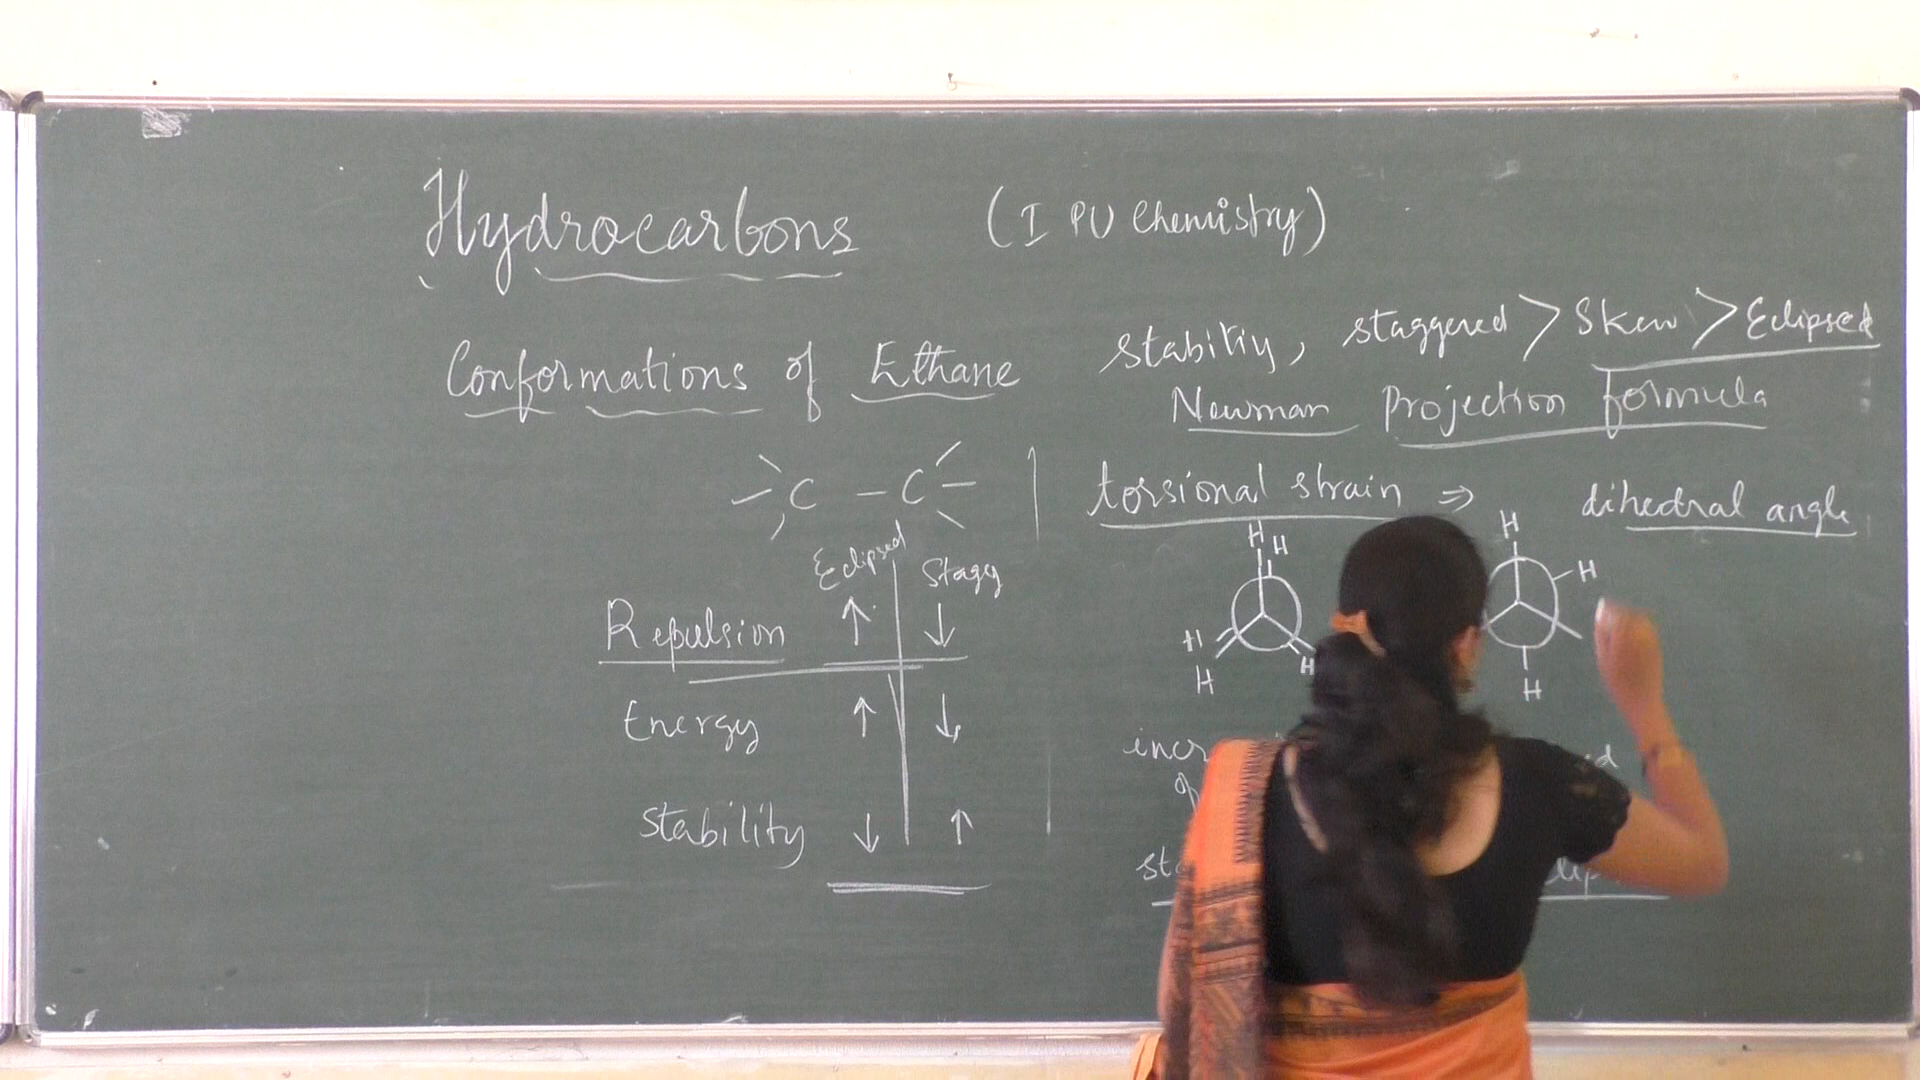 Hydrocarbons (I PU Chemistry)
Conformations of Ethane
C - C
Eclipsed Stagg
Repulsion ↑ ↓
Energy ↑ ↓
Stability ↓ ↑
stability, staggered > Skew > Eclipsed
Newman Projection formula
torsional strain ⇒ dihedral angle
H H
H
H
H
H
H
H
of